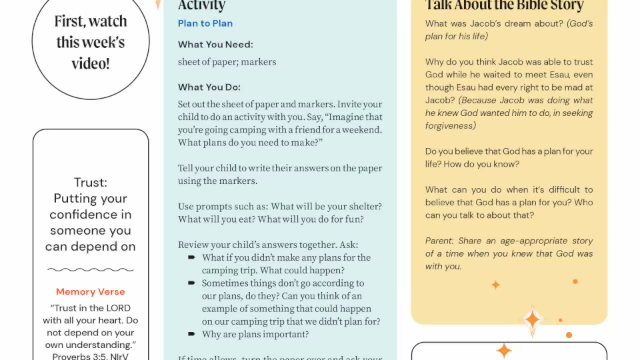 First, watch
this week's
video!
Trust:
Putting your
confidence in
someone you
can depend on
Memory Verse
"Trust in the LORD
with all your heart. Do
not depend on your
own understanding."
Proverbs 3:5, NIrV
Activity
Plan to Plan
What You Need:
sheet of paper; markers
What You Do:
Set out the sheet of paper and markers. Invite your
child to do an activity with you. Say, "Imagine that
you're going camping with a friend for a weekend.
What plans do you need to make?"
Tell your child to write their answers on the paper
using the markers.
Use prompts such as: What will be your shelter?
What will you eat? What will you do for fun?
Review your child's answers together. Ask:
What if you didn't make any plans for the
camping trip. What could happen?
Sometimes things don't go according to
our plans, do they? Can you think of an
example of something that could happen
on our camping trip that we didn't plan for?
Why are plans important?
If time allows, turn the paper over and ask your
Talk About the Bible Story
What was Jacob's dream about? (God's
plan for his life)
Why do you think Jacob was able to trust
God while he waited to meet Esau, even
though Esau had every right to be mad at
Jacob? (Because Jacob was doing what
he knew God wanted him to do, in seeking
forgiveness)
Do you believe that God has a plan for your
life? How do you know?
What can you do when it's difficult to
believe that God has a plan for you? Who
can you talk to about that?
Parent: Share an age-appropriate story
of a time when you knew that God was
with you.